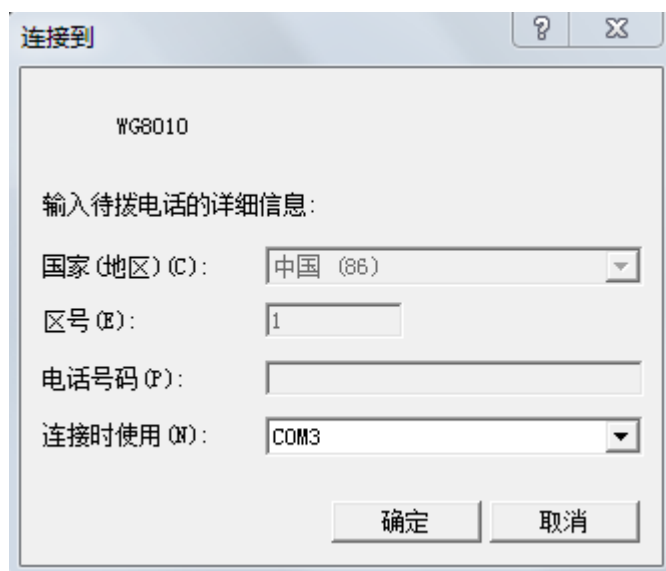 连接到
WG8010
输入待拨电话的详细信息:
国家(地区)(C): 中国 (86)
区号(E): 1
电话号码(P):
连接时使用(N): COM3
确定 取消